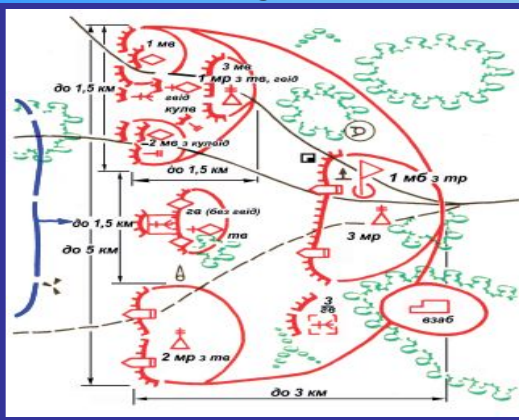 1 мв
до 1,5 км
3 мв
1 мр з тв, гвід
гвід
кулв
2 мв з кулвід
до 1,5 км
1 мб з тр
до 1,5 км
га (без гвід)
тв
до 5 км
3 мр
3
гв
взаб
2 мр з тв
до 3 км